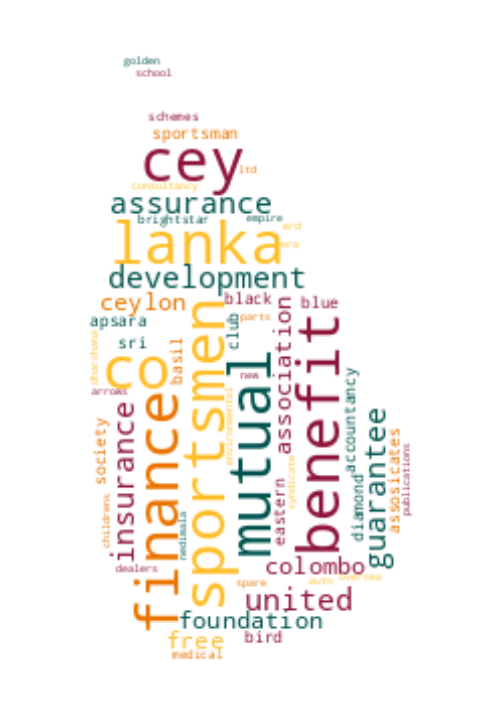 golden
school
schemes
sportsman
cey
ltd
consultancy
assurance
brightstar
empire
erd
lanka
era
development
ceylon
black
blue
apsara
parts
club
sri
association
sportsmen
benefit
dharshana
co
basil
new
mutual
arrows
finance
environmental
accountancy
insurance
society
guarantee
assosicates
publications
diamond
eastern
syndicate
childrens
nedimala
colombo
dealers
spare
auto
oversea
united
foundation
free
bird
medical